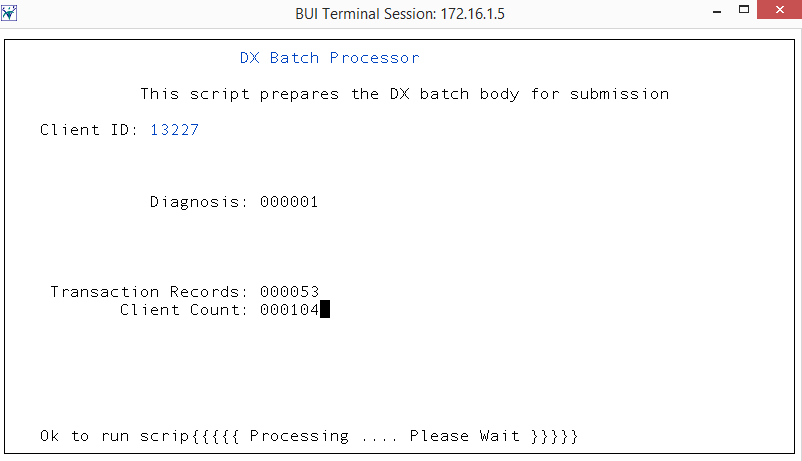 BUI Terminal Session: 172.16.1.5
DX Batch Processor
This script prepares the DX batch body for submission
Client ID: 13227
Diagnosis: 000001
Transaction Records: 000053
Client Count: 000104
Ok to run scrip{{{{{ Processing .... Please Wait }}}}}